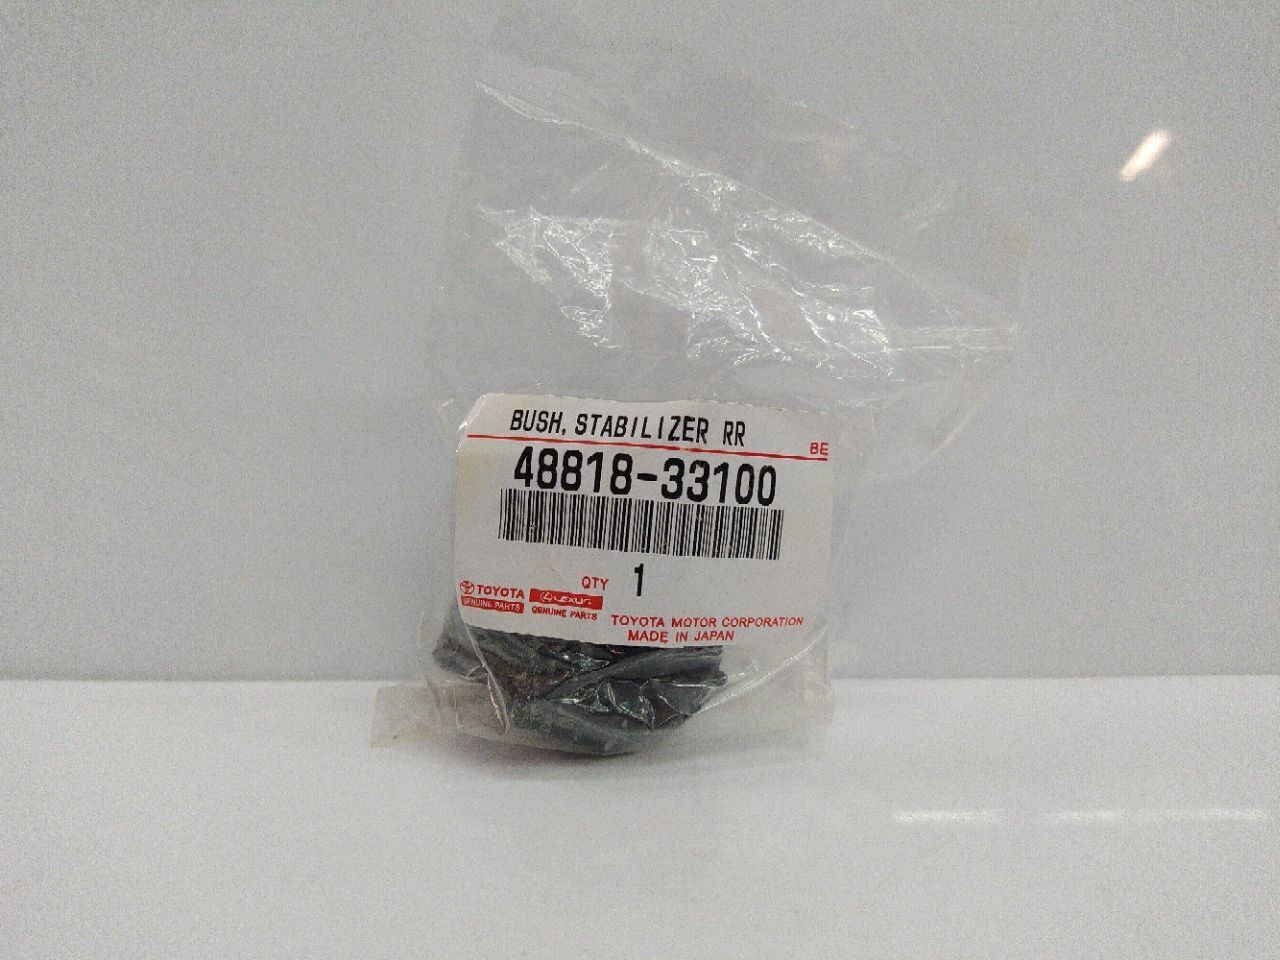 BUSH, STABILIZER RR
BE
48818-33100
QTY 1
TOYOTA
GENUINE PARTS
LEXUS
GENUINE PARTS
TOYOTA MOTOR CORPORATION
MADE IN JAPAN